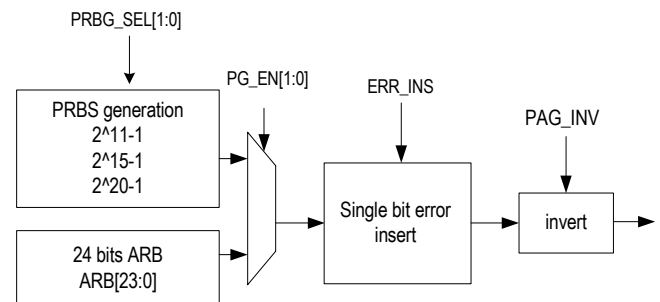 PRBG_SEL[1:0]
PG_EN[1:0]
ERR_INS
PAG_INV
PRBS generation
2^11-1
2^15-1
2^20-1
Single bit error
insert
invert
24 bits ARB
ARB[23:0]